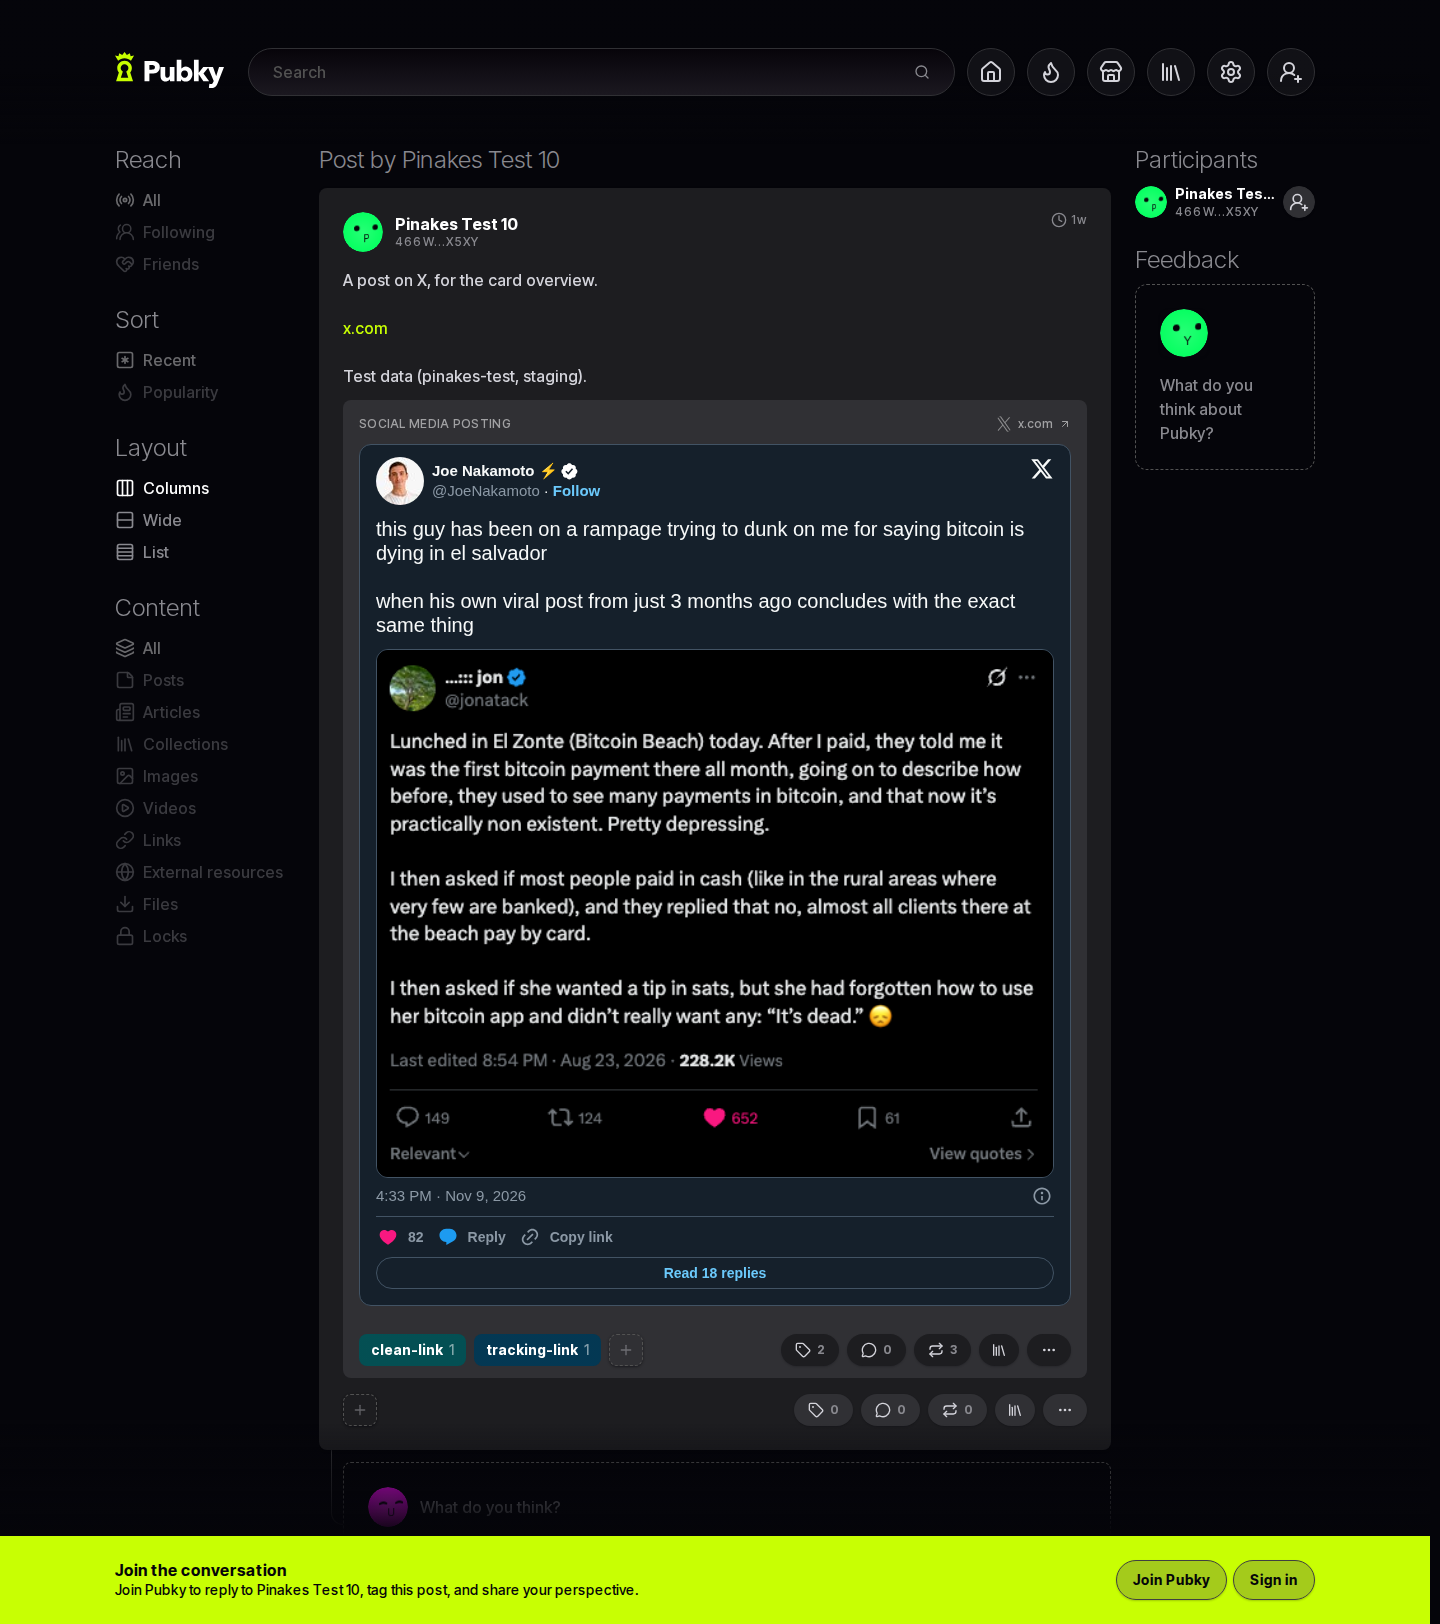 Pubky
Search
Reach
All
Following
Friends
Sort
Recent
Popularity
Layout
Columns
Wide
List
Content
All
Posts
Articles
Collections
Images
Videos
Links
External resources
Files
Locks
Post by Pinakes Test 10
Pinakes Test 10
466W...X5XY
1w
A post on X, for the card overview.
x.com
Test data (pinakes-test, staging).
SOCIAL MEDIA POSTING
x.com
Joe Nakamoto ⚡
@JoeNakamoto · Follow
this guy has been on a rampage trying to dunk on me for saying bitcoin is
dying in el salvador
when his own viral post from just 3 months ago concludes with the exact
same thing
...::: jon
@jonatack
Lunched in El Zonte (Bitcoin Beach) today. After I paid, they told me it
was the first bitcoin payment there all month, going on to describe how
before, they used to see many payments in bitcoin, and that now it's
practically non existent. Pretty depressing.
I then asked if most people paid in cash (like in the rural areas where
very few are banked), and they replied that no, almost all clients there at
the beach pay by card.
I then asked if she wanted a tip in sats, but she had forgotten how to use
her bitcoin app and didn't really want any: “It's dead.” 😞
Last edited 8:54 PM · Aug 23, 2026 · 228.2K Views
149 124 652 61
Relevant View quotes
4:33 PM · Nov 9, 2026
82 Reply Copy link
Read 18 replies
clean-link 1 tracking-link 1 + 2 0 3
+ 0 0 0
What do you think?
Participants
Pinakes Tes...
466W...X5XY
Feedback
What do you
think about
Pubky?
Join the conversation
Join Pubky to reply to Pinakes Test 10, tag this post, and share your perspective.
Join Pubky Sign in